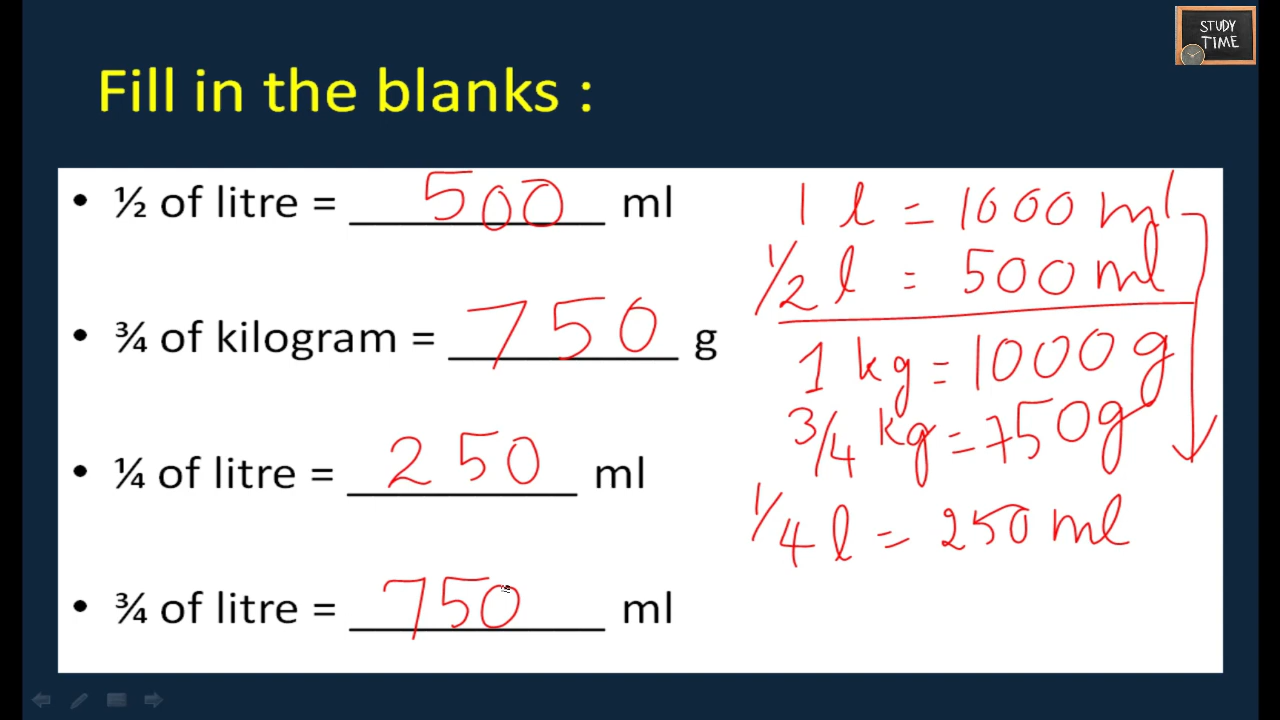 STUDY
TIME
Fill in the blanks :
• ½ of litre = 500 ml
• ¾ of kilogram = 750 g
• ¼ of litre = 250 ml
• ¾ of litre = 750 ml
1 l = 1000 ml
1/2 l = 500 ml
1 kg = 1000 g
3/4 kg = 750 g
1/4 l = 250 ml